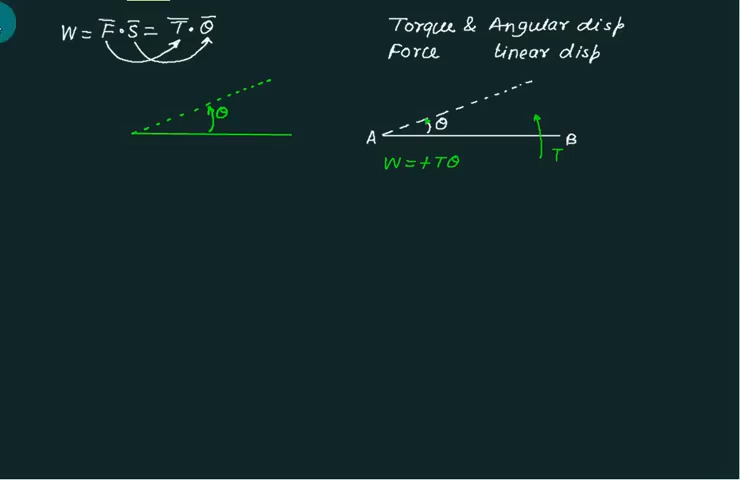 W = F̅ · S̅ = T̅ · θ̅
Torque & Angular disp
Force Linear disp
θ
A θ B
T
W = + Tθ